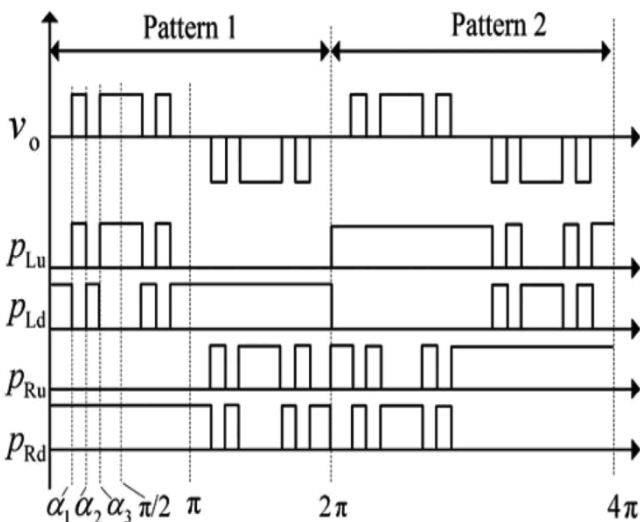 Pattern 1 Pattern 2
v_o
p_Lu
p_Ld
p_Ru
p_Rd
α_1 α_2 α_3 π/2 π 2π 4π